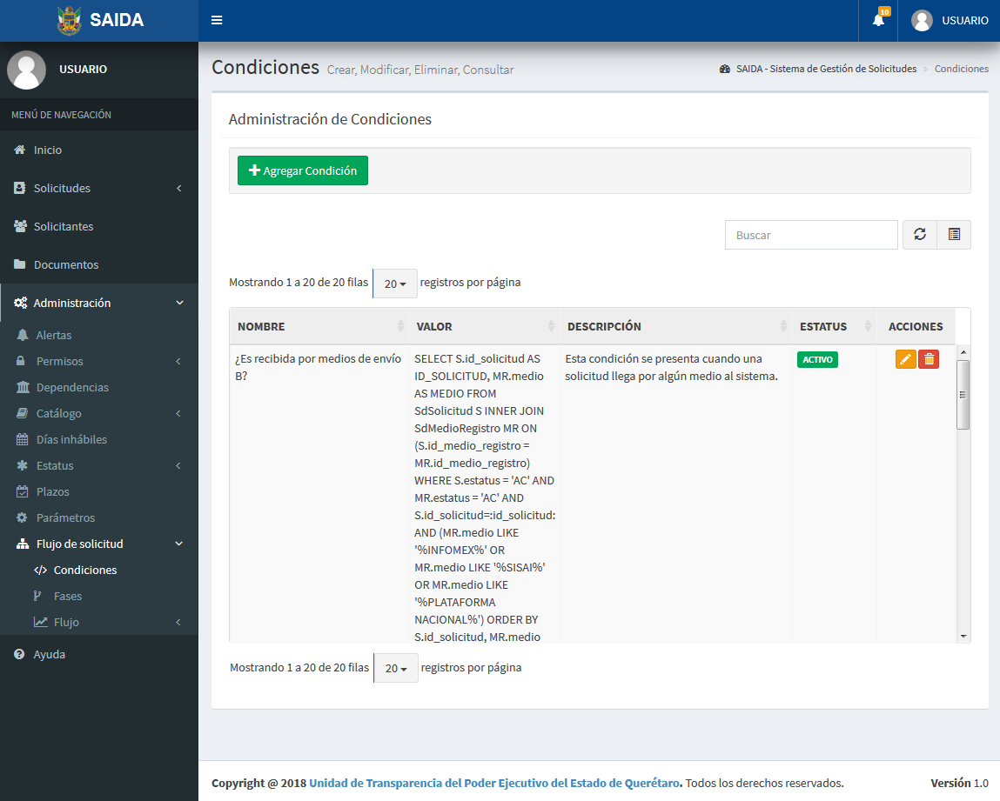 SAIDA
10
USUARIO
USUARIO
MENÚ DE NAVEGACIÓN
Inicio
Solicitudes
Solicitantes
Documentos
Administración
Alertas
Permisos
Dependencias
Catálogo
Días inhábiles
Estatus
Plazos
Parámetros
Flujo de solicitud
Condiciones
Fases
Flujo
Ayuda
Condiciones Crear, Modificar, Eliminar, Consultar
SAIDA - Sistema de Gestión de Solicitudes > Condiciones
Administración de Condiciones
Agregar Condición
Buscar
Mostrando 1 a 20 de 20 filas 20 registros por página
NOMBRE VALOR DESCRIPCIÓN ESTATUS ACCIONES
¿Es recibida por medios de envío
B?
SELECT S.id_solicitud AS
ID_SOLICITUD, MR.medio
AS MEDIO FROM
SdSolicitud S INNER JOIN
SdMedioRegistro MR ON
(S.id_medio_registro =
MR.id_medio_registro)
WHERE S.estatus = 'AC' AND
MR.estatus = 'AC' AND
S.id_solicitud=:id_solicitud:
AND (MR.medio LIKE
'%INFOMEX%' OR
MR.medio LIKE '%SISAI%'
OR MR.medio LIKE
'%PLATAFORMA
NACIONAL%') ORDER BY
S.id_solicitud, MR.medio
Esta condición se presenta cuando una
solicitud llega por algún medio al sistema.
ACTIVO
Mostrando 1 a 20 de 20 filas 20 registros por página
Copyright @ 2018 Unidad de Transparencia del Poder Ejecutivo del Estado de Querétaro. Todos los derechos reservados.
Versión 1.0